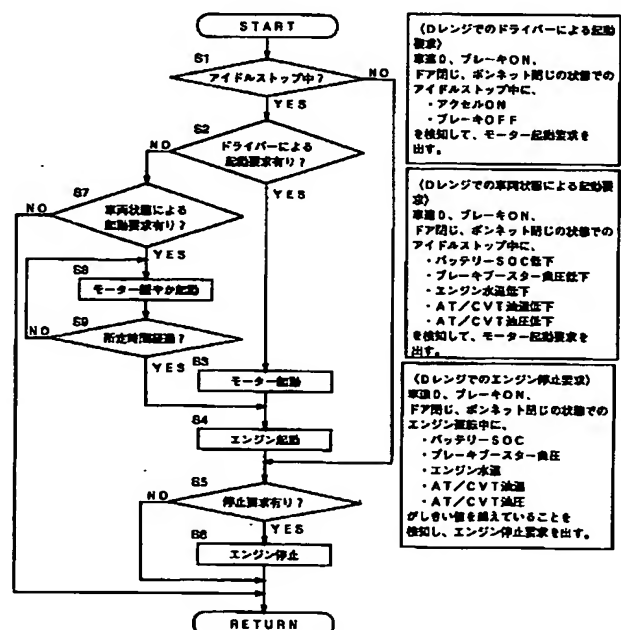 START
S1
アイドルストップ中？
NO
YES
S2
ドライバーによる
起動要求有り？
NO
YES
S7
車両状態による
起動要求有り？
NO
YES
S8
モーター緩やか起動
S9
所定時間経過？
NO
YES
S3
モーター起動
S4
エンジン起動
S5
停止要求有り？
NO
YES
S6
エンジン停止
RETURN
〈Dレンジでのドライバーによる起動
要求〉
車速0、ブレーキON、
ドア閉じ、ボンネット閉じの状態での
アイドルストップ中に、
・アクセルON
・ブレーキOFF
を検知して、モーター起動要求を
出す。
〈Dレンジでの車両状態による起動要
求〉
車速0、ブレーキON、
ドア閉じ、ボンネット閉じの状態での
アイドルストップ中に、
・バッテリーSOC低下
・ブレーキブースター負圧低下
・エンジン水温低下
・AT／CVT油温低下
・AT／CVT油圧低下
を検知して、モーター起動要求を
出す。
〈Dレンジでのエンジン停止要求〉
車速0、ブレーキON、
ドア閉じ、ボンネット閉じの状態での
エンジン運転中に、
・バッテリーSOC
・ブレーキブースター負圧
・エンジン水温
・AT／CVT油温
・AT／CVT油圧
がしきい値を越えていることを
検知し、エンジン停止要求を出す。